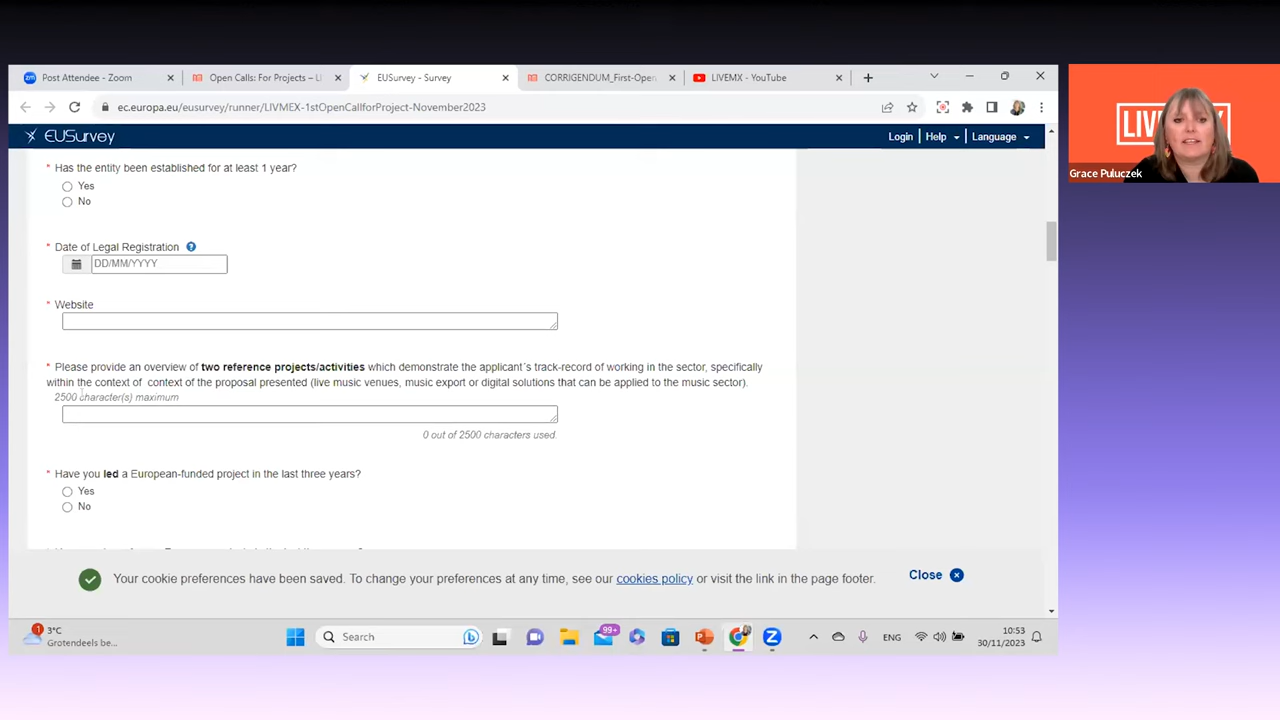 Post Attendee - Zoom
Open Calls: For Projects – LI
EUSurvey - Survey
CORRIGENDUM_First-Open
LIVEMX - YouTube
ec.europa.eu/eusurvey/runner/LIVMEX-1stOpenCallforProject-November2023
EUSurvey
Login
Help
Language
LIV
Grace Puluczek
* Has the entity been established for at least 1 year?
Yes
No
* Date of Legal Registration
DD/MM/YYYY
* Website
* Please provide an overview of two reference projects/activities which demonstrate the applicant´s track-record of working in the sector, specifically
within the context of context of the proposal presented (live music venues, music export or digital solutions that can be applied to the music sector).
2500 character(s) maximum
0 out of 2500 characters used.
* Have you led a European-funded project in the last three years?
Yes
No
Your cookie preferences have been saved. To change your preferences at any time, see our cookies policy or visit the link in the page footer.
Close
1
3°C
Grotendeels be...
Search
99+
ENG
10:53
30/11/2023